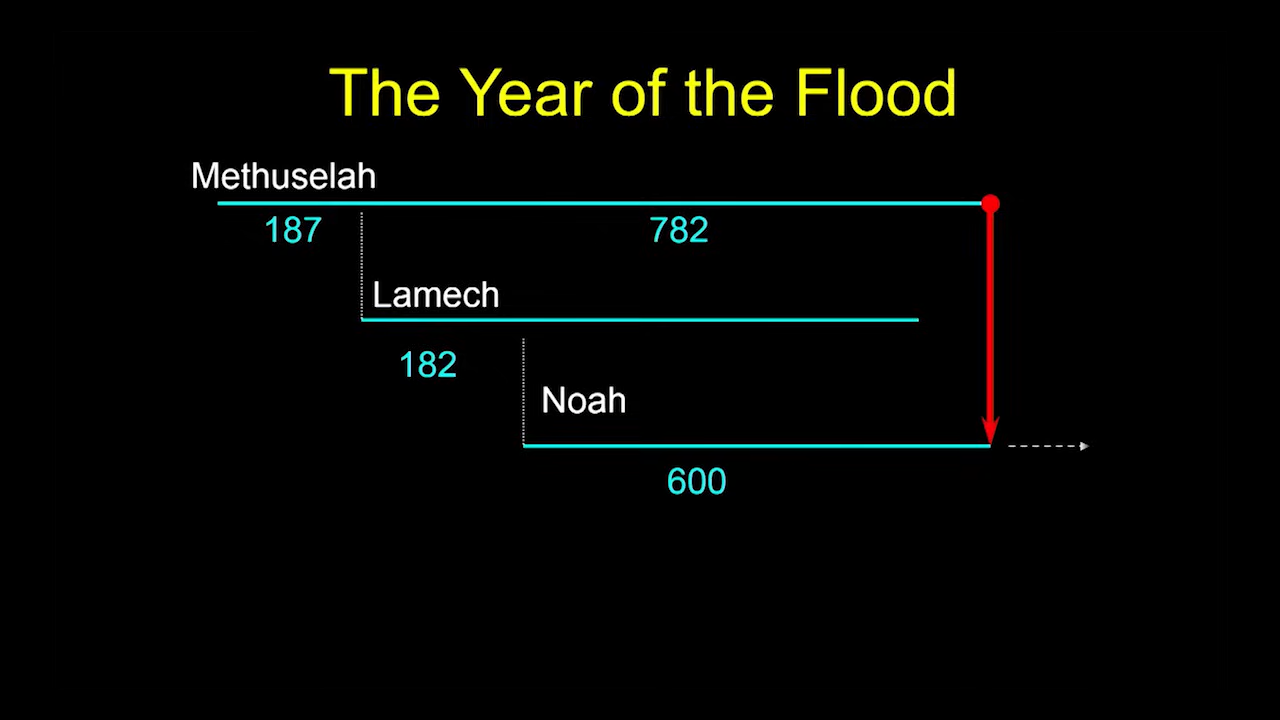 The Year of the Flood
Methuselah
187 782
Lamech
182
Noah
600